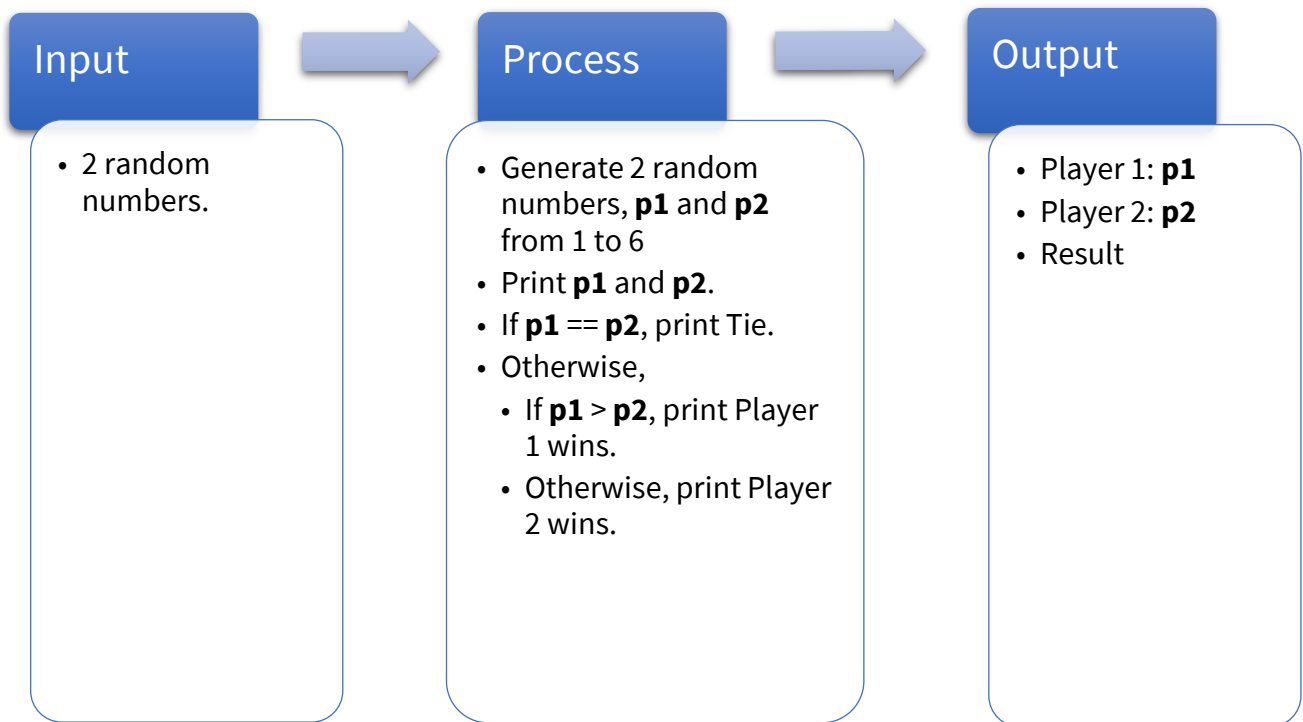 Input
Process
Output
• 2 random
numbers.
• Generate 2 random
numbers, p1 and p2
from 1 to 6
• Print p1 and p2.
• If p1 == p2, print Tie.
• Otherwise,
• If p1 > p2, print Player
1 wins.
• Otherwise, print Player
2 wins.
• Player 1: p1
• Player 2: p2
• Result